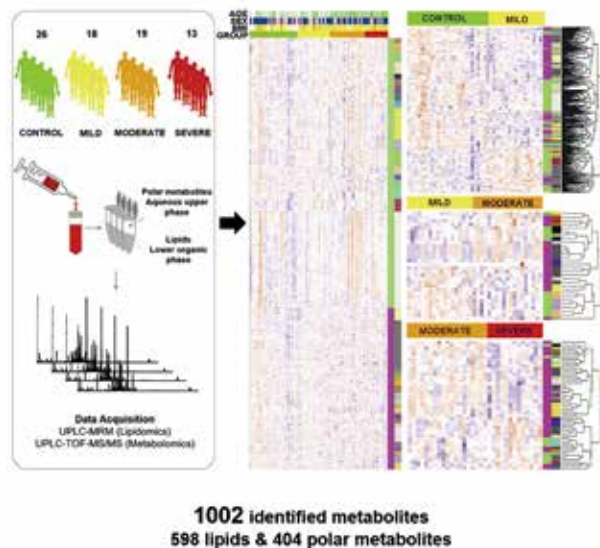 26 18 19 13
CONTROL MILD MODERATE SEVERE
Polar metabolites
Aqueous upper
phase
Lipids
Lower organic
phase
Data Acquisition
UPLC-MRM (Lipidomics)
UPLC-TOF-MS/MS (Metabolomics)
AGE
SEX
GROUP
CONTROL MILD
MILD MODERATE
MODERATE SEVERE
1002 identified metabolites
598 lipids & 404 polar metabolites